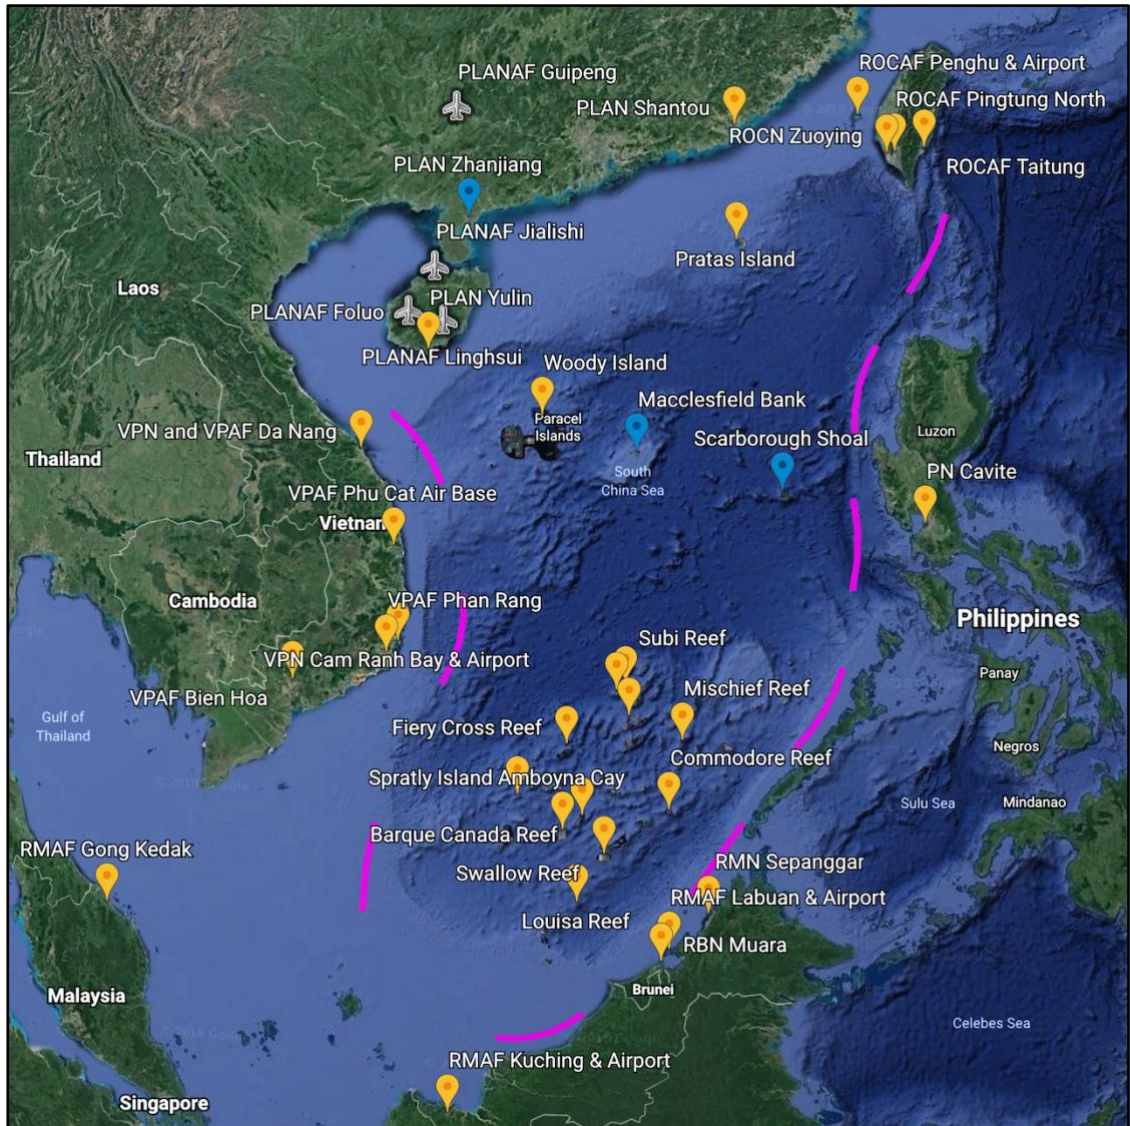 ROCAF Penghu & Airport
PLANAF Guipeng
PLAN Shantou
ROCAF Pingtung North
ROCN Zuoying
PLAN Zhanjiang
ROCAF Taitung
PLANAF Jialishi
Pratas Island
Laos
PLAN Yulin
PLANAF Foluo
PLANAF Linghsui
Woody Island
Macclesfield Bank
Paracel
Islands
VPN and VPAF Da Nang
Luzon
Scarborough Shoal
Thailand
South
China Sea
PN Cavite
VPAF Phu Cat Air Base
Vietnam
Cambodia
VPAF Phan Rang
Philippines
Subi Reef
VPN Cam Ranh Bay & Airport
Panay
Mischief Reef
VPAF Bien Hoa
Gulf of
Thailand
Fiery Cross Reef
Negros
Commodore Reef
Spratly Island
Amboyna Cay
Sulu Sea
Mindanao
Barque Canada Reef
RMAF Gong Kedak
RMN Sepanggar
Swallow Reef
RMAF Labuan & Airport
Louisa Reef
RBN Muara
Brunei
Malaysia
Celebes Sea
RMAF Kuching & Airport
Singapore